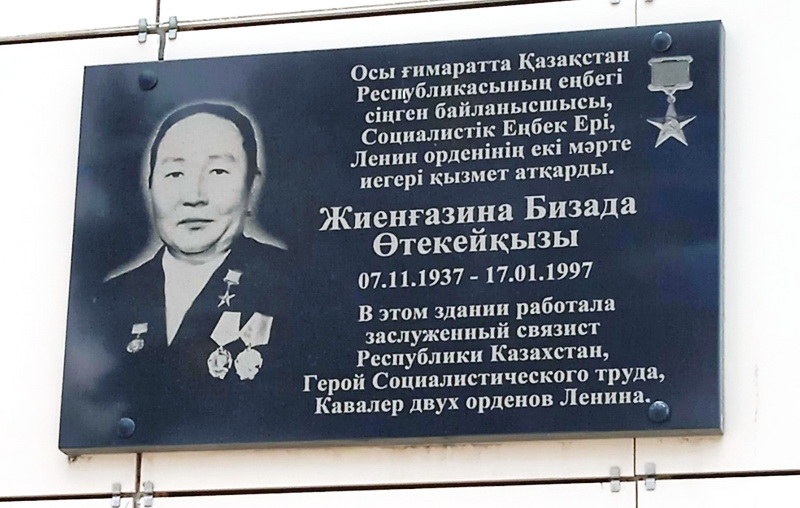 Осы ғимаратта Қазақстан
Республикасының еңбегі
сіңген байланысшысы,
Социалистік Еңбек Ері,
Ленин орденінің екі мәрте
иегері қызмет атқарды.
Жиенғазина Бизада
Өтекейқызы
07.11.1937 - 17.01.1997
В этом здании работала
заслуженный связист
Республики Казахстан,
Герой Социалистического труда,
Кавалер двух орденов Ленина.